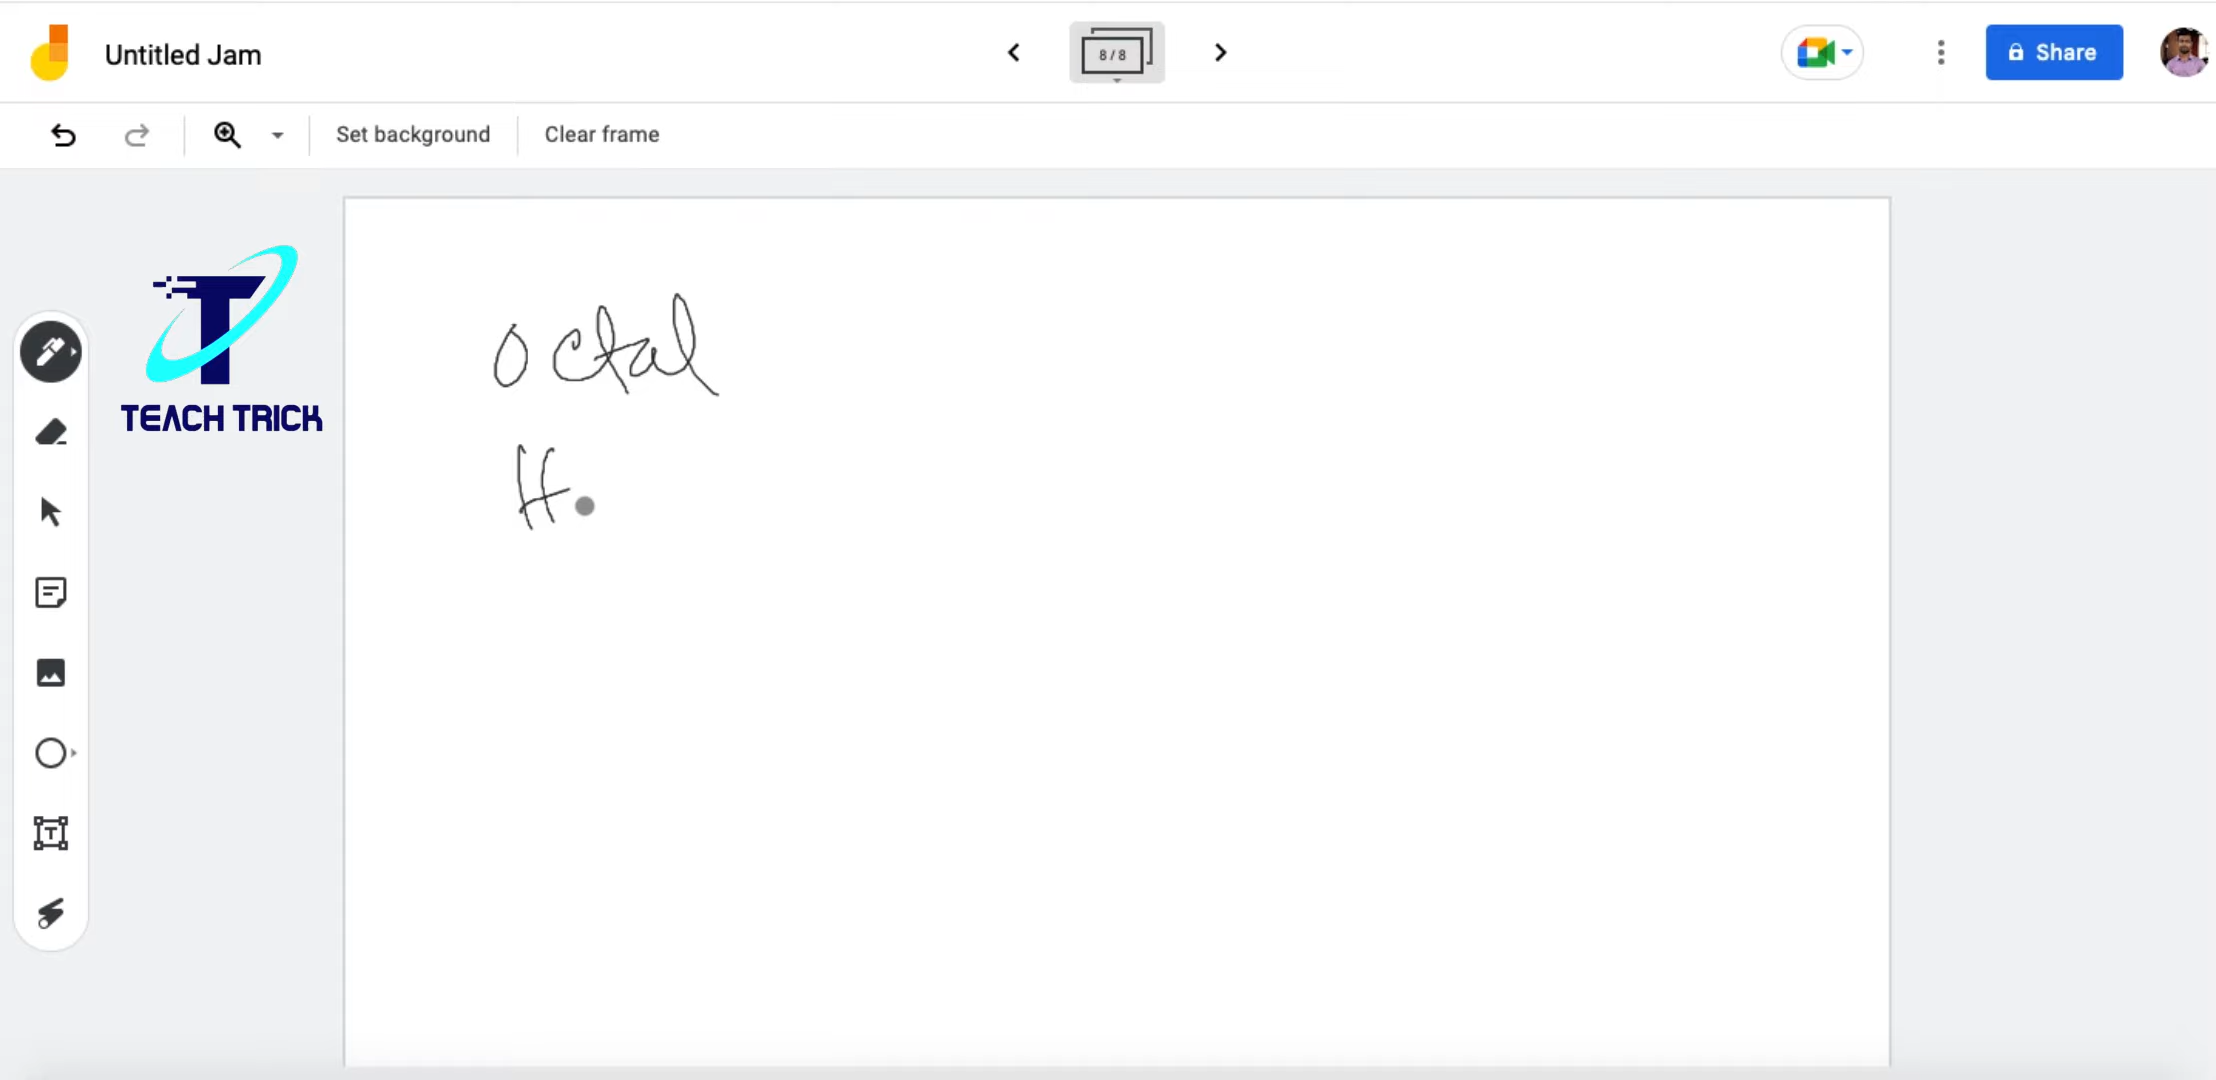 Untitled Jam
8 / 8
Share
Set background
Clear frame
TEACH TRICK
octal
H